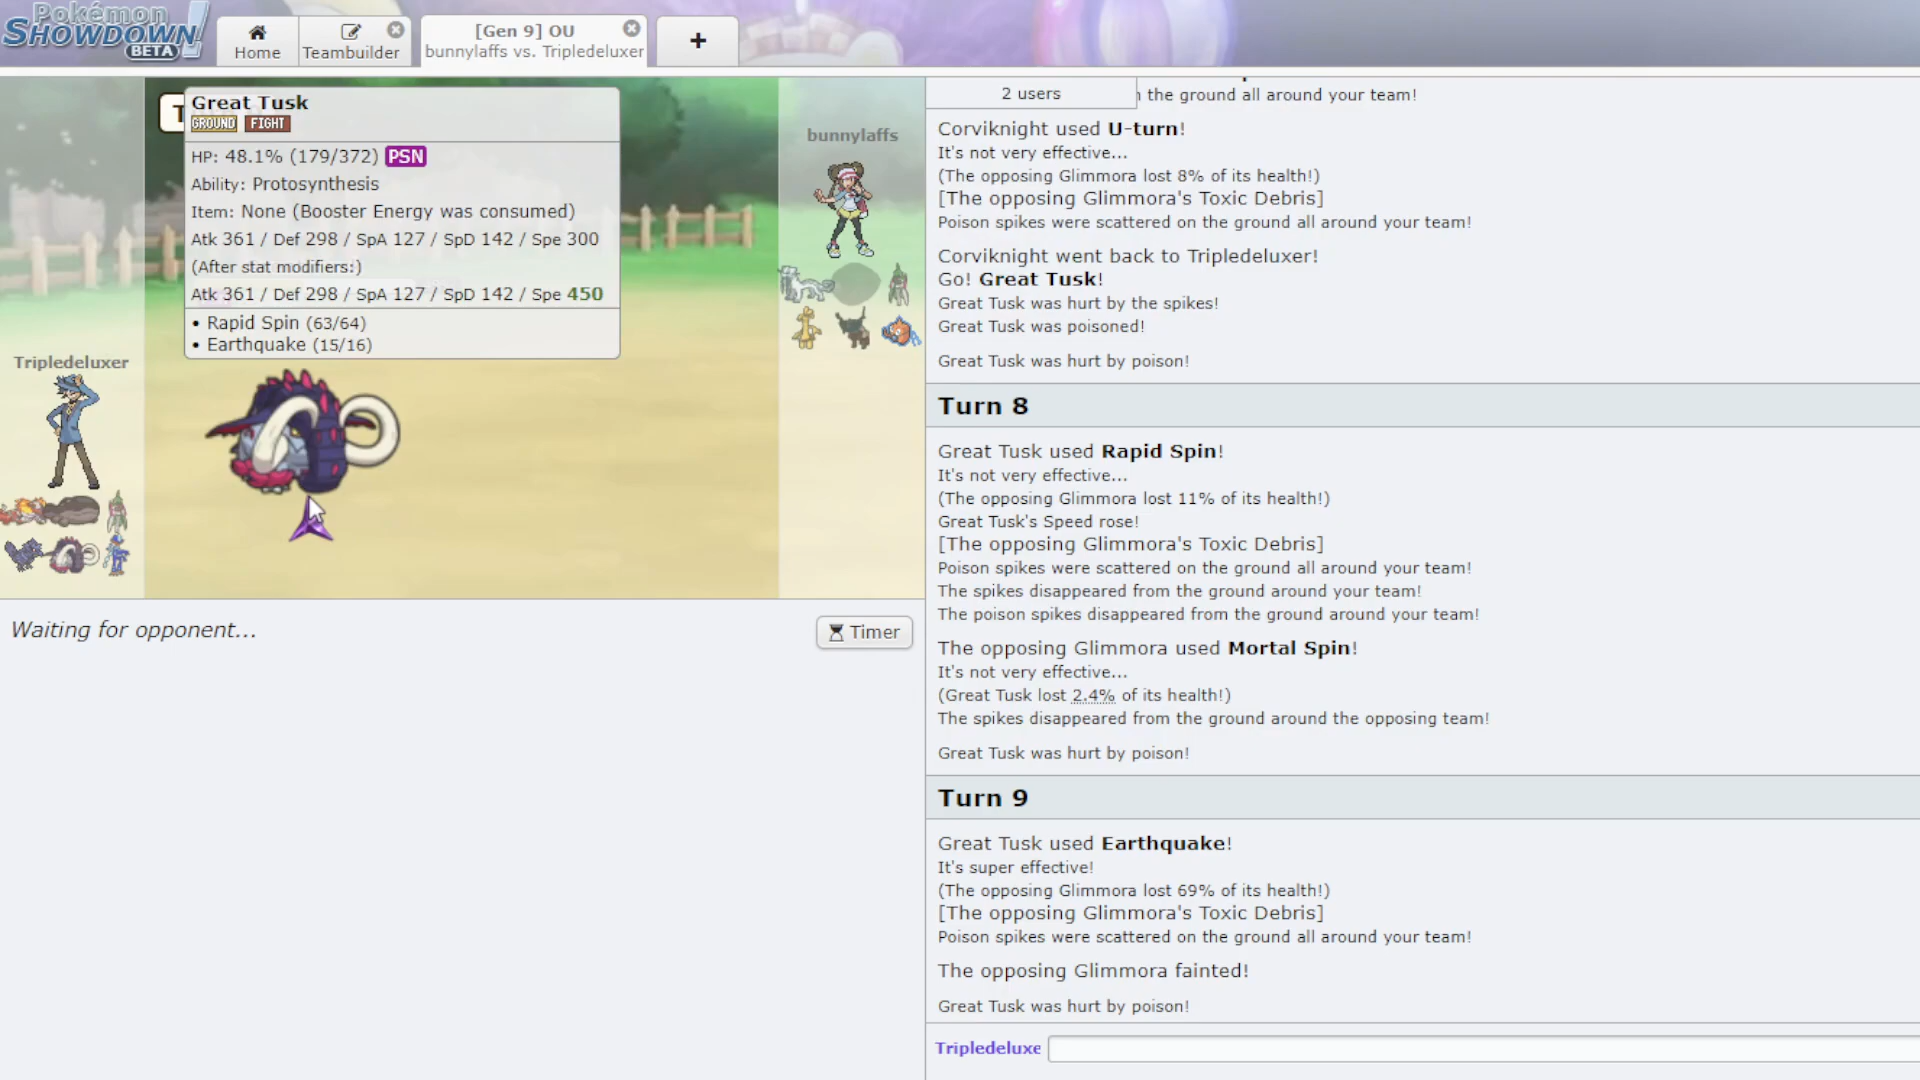 Pokémon
SHOWDOWN!
BETA
Home
Teambuilder
[Gen 9] OU
bunnylaffs vs. Tripledeluxer
+
T
Great Tusk
GROUND FIGHT
HP: 48.1% (179/372) PSN
Ability: Protosynthesis
Item: None (Booster Energy was consumed)
Atk 361 / Def 298 / SpA 127 / SpD 142 / Spe 300
(After stat modifiers:)
Atk 361 / Def 298 / SpA 127 / SpD 142 / Spe 450
• Rapid Spin (63/64)
• Earthquake (15/16)
bunnylaffs
Tripledeluxer
Waiting for opponent...
Timer
2 users
the ground all around your team!
Corviknight used U-turn!
It's not very effective...
(The opposing Glimmora lost 8% of its health!)
[The opposing Glimmora's Toxic Debris]
Poison spikes were scattered on the ground all around your team!
Corviknight went back to Tripledeluxer!
Go! Great Tusk!
Great Tusk was hurt by the spikes!
Great Tusk was poisoned!
Great Tusk was hurt by poison!
Turn 8
Great Tusk used Rapid Spin!
It's not very effective...
(The opposing Glimmora lost 11% of its health!)
Great Tusk's Speed rose!
[The opposing Glimmora's Toxic Debris]
Poison spikes were scattered on the ground all around your team!
The spikes disappeared from the ground around your team!
The poison spikes disappeared from the ground around your team!
The opposing Glimmora used Mortal Spin!
It's not very effective...
(Great Tusk lost 2.4% of its health!)
The spikes disappeared from the ground around the opposing team!
Great Tusk was hurt by poison!
Turn 9
Great Tusk used Earthquake!
It's super effective!
(The opposing Glimmora lost 69% of its health!)
[The opposing Glimmora's Toxic Debris]
Poison spikes were scattered on the ground all around your team!
The opposing Glimmora fainted!
Great Tusk was hurt by poison!
Tripledeluxe